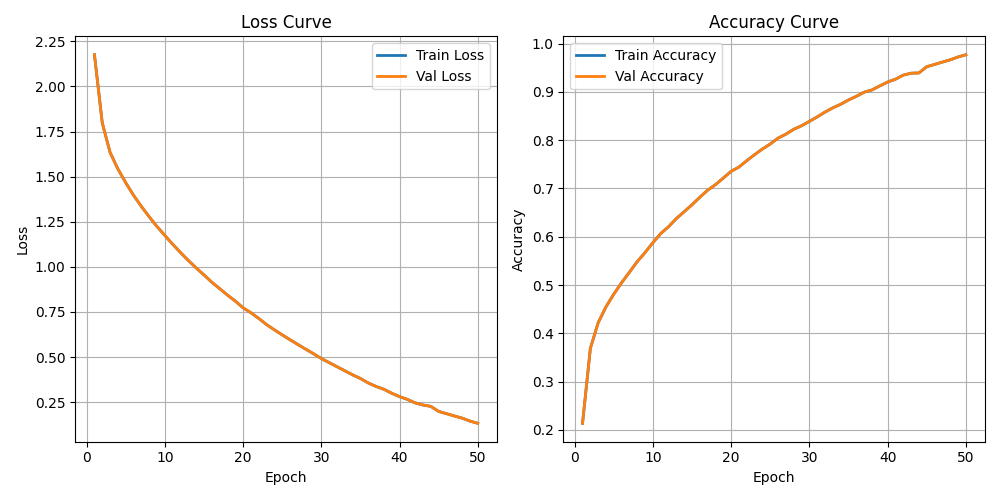 Loss Curve
2.25
2.00
1.75
1.50
1.25
1.00
0.75
0.50
0.25
Loss
0 10 20 30 40 50
Epoch
Train Loss
Val Loss
Accuracy Curve
1.0
0.9
0.8
0.7
0.6
0.5
0.4
0.3
0.2
Accuracy
0 10 20 30 40 50
Epoch
Train Accuracy
Val Accuracy